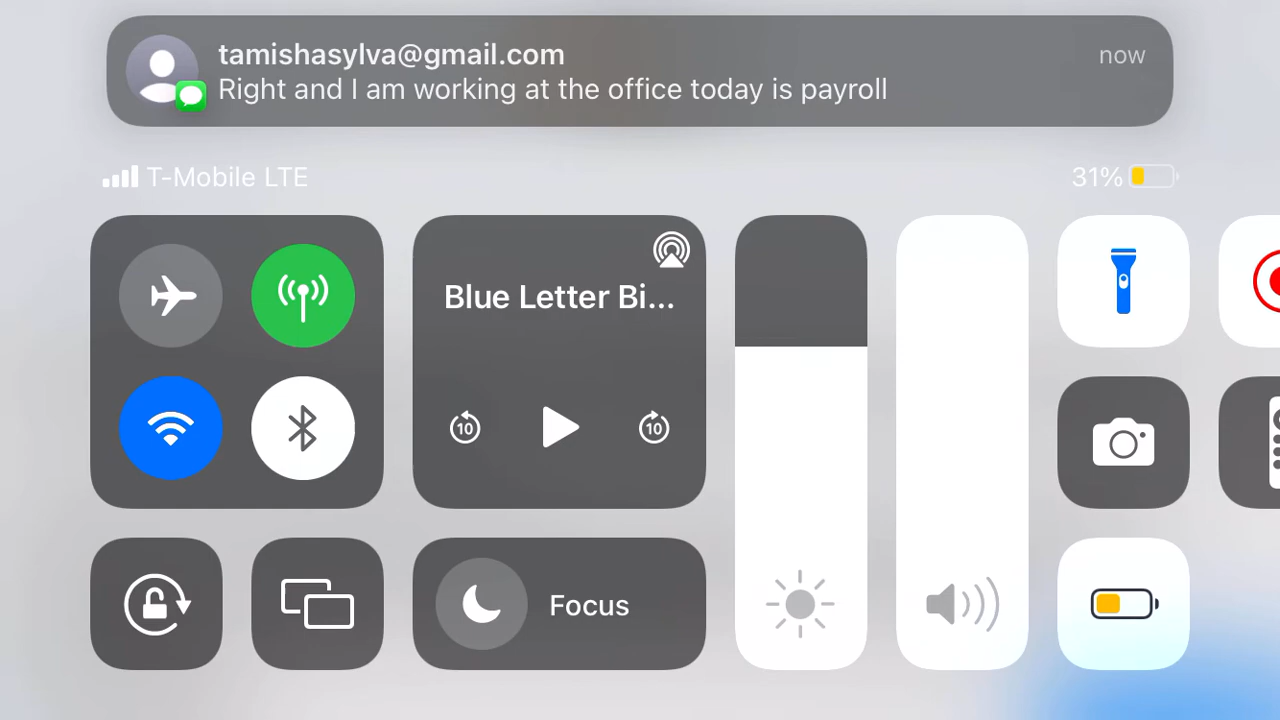 tamishasylva@gmail.com
now
Right and I am working at the office today is payroll
T-Mobile LTE
31%
Blue Letter Bi...
10
10
Focus